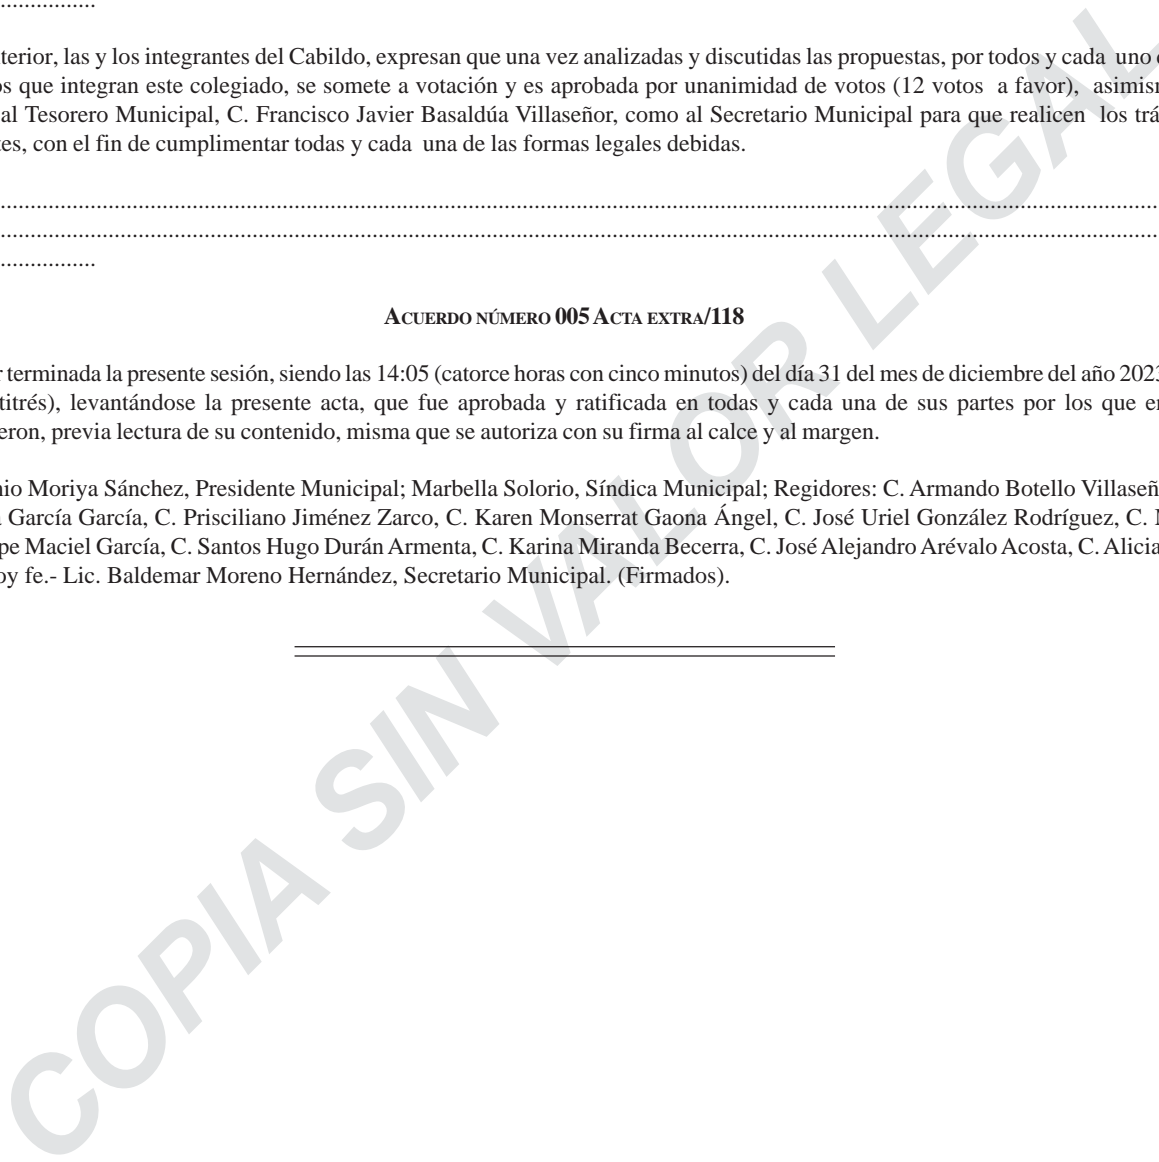 ................
terior, las y los integrantes del Cabildo, expresan que una vez analizadas y discutidas las propuestas, por todos y cada uno
os que integran este colegiado, se somete a votación y es aprobada por unanimidad de votos (12 votos a favor), asimis
al Tesorero Municipal, C. Francisco Javier Basaldúa Villaseñor, como al Secretario Municipal para que realicen los trá
tes, con el fin de cumplimentar todas y cada una de las formas legales debidas.
................................................................................
................................................................................
................
ACUERDO NÚMERO 005 ACTA EXTRA/118
r terminada la presente sesión, siendo las 14:05 (catorce horas con cinco minutos) del día 31 del mes de diciembre del año 2023
titrés), levantándose la presente acta, que fue aprobada y ratificada en todas y cada una de sus partes por los que e
eron, previa lectura de su contenido, misma que se autoriza con su firma al calce y al margen.
nio Moriya Sánchez, Presidente Municipal; Marbella Solorio, Síndica Municipal; Regidores: C. Armando Botello Villaseñ
a García García, C. Prisciliano Jiménez Zarco, C. Karen Monserrat Gaona Ángel, C. José Uriel González Rodríguez, C.
pe Maciel García, C. Santos Hugo Durán Armenta, C. Karina Miranda Becerra, C. José Alejandro Arévalo Acosta, C. Alicia
oy fe.- Lic. Baldemar Moreno Hernández, Secretario Municipal. (Firmados).
COPIA SIN VALOR LEGAL